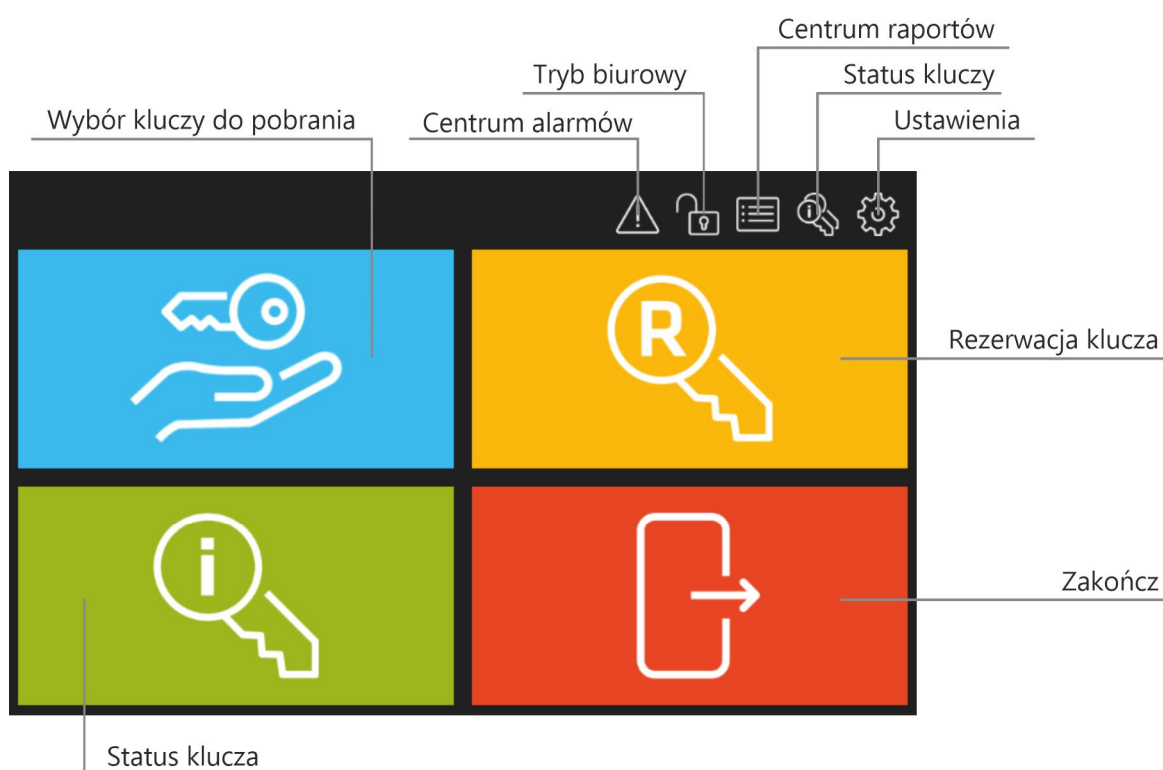 Centrum raportów
Tryb biurowy
Status kluczy
Wybór kluczy do pobrania
Centrum alarmów
Ustawienia
R
Rezerwacja klucza
i
Zakończ
Status klucza